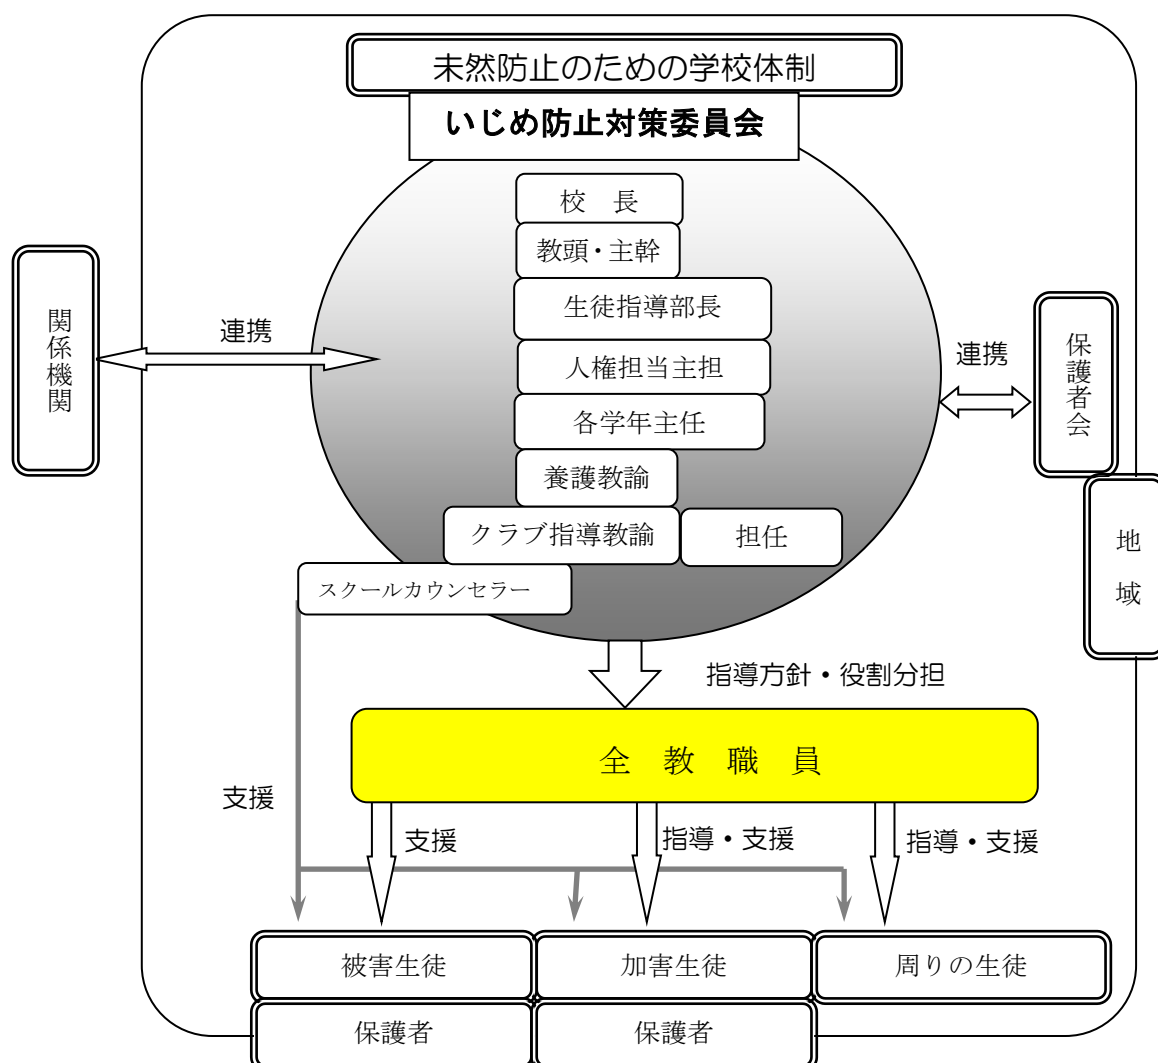 未然防止のための学校体制
いじめ防止対策委員会
校　長
教頭・主幹
生徒指導部長
人権担当主担
各学年主任
養護教諭
クラブ指導教諭
担任
スクールカウンセラー
関係機関
連携
連携
保護者会
地域
指導方針・役割分担
全　教　職　員
支援
支援
指導・支援
指導・支援
被害生徒
加害生徒
周りの生徒
保護者
保護者